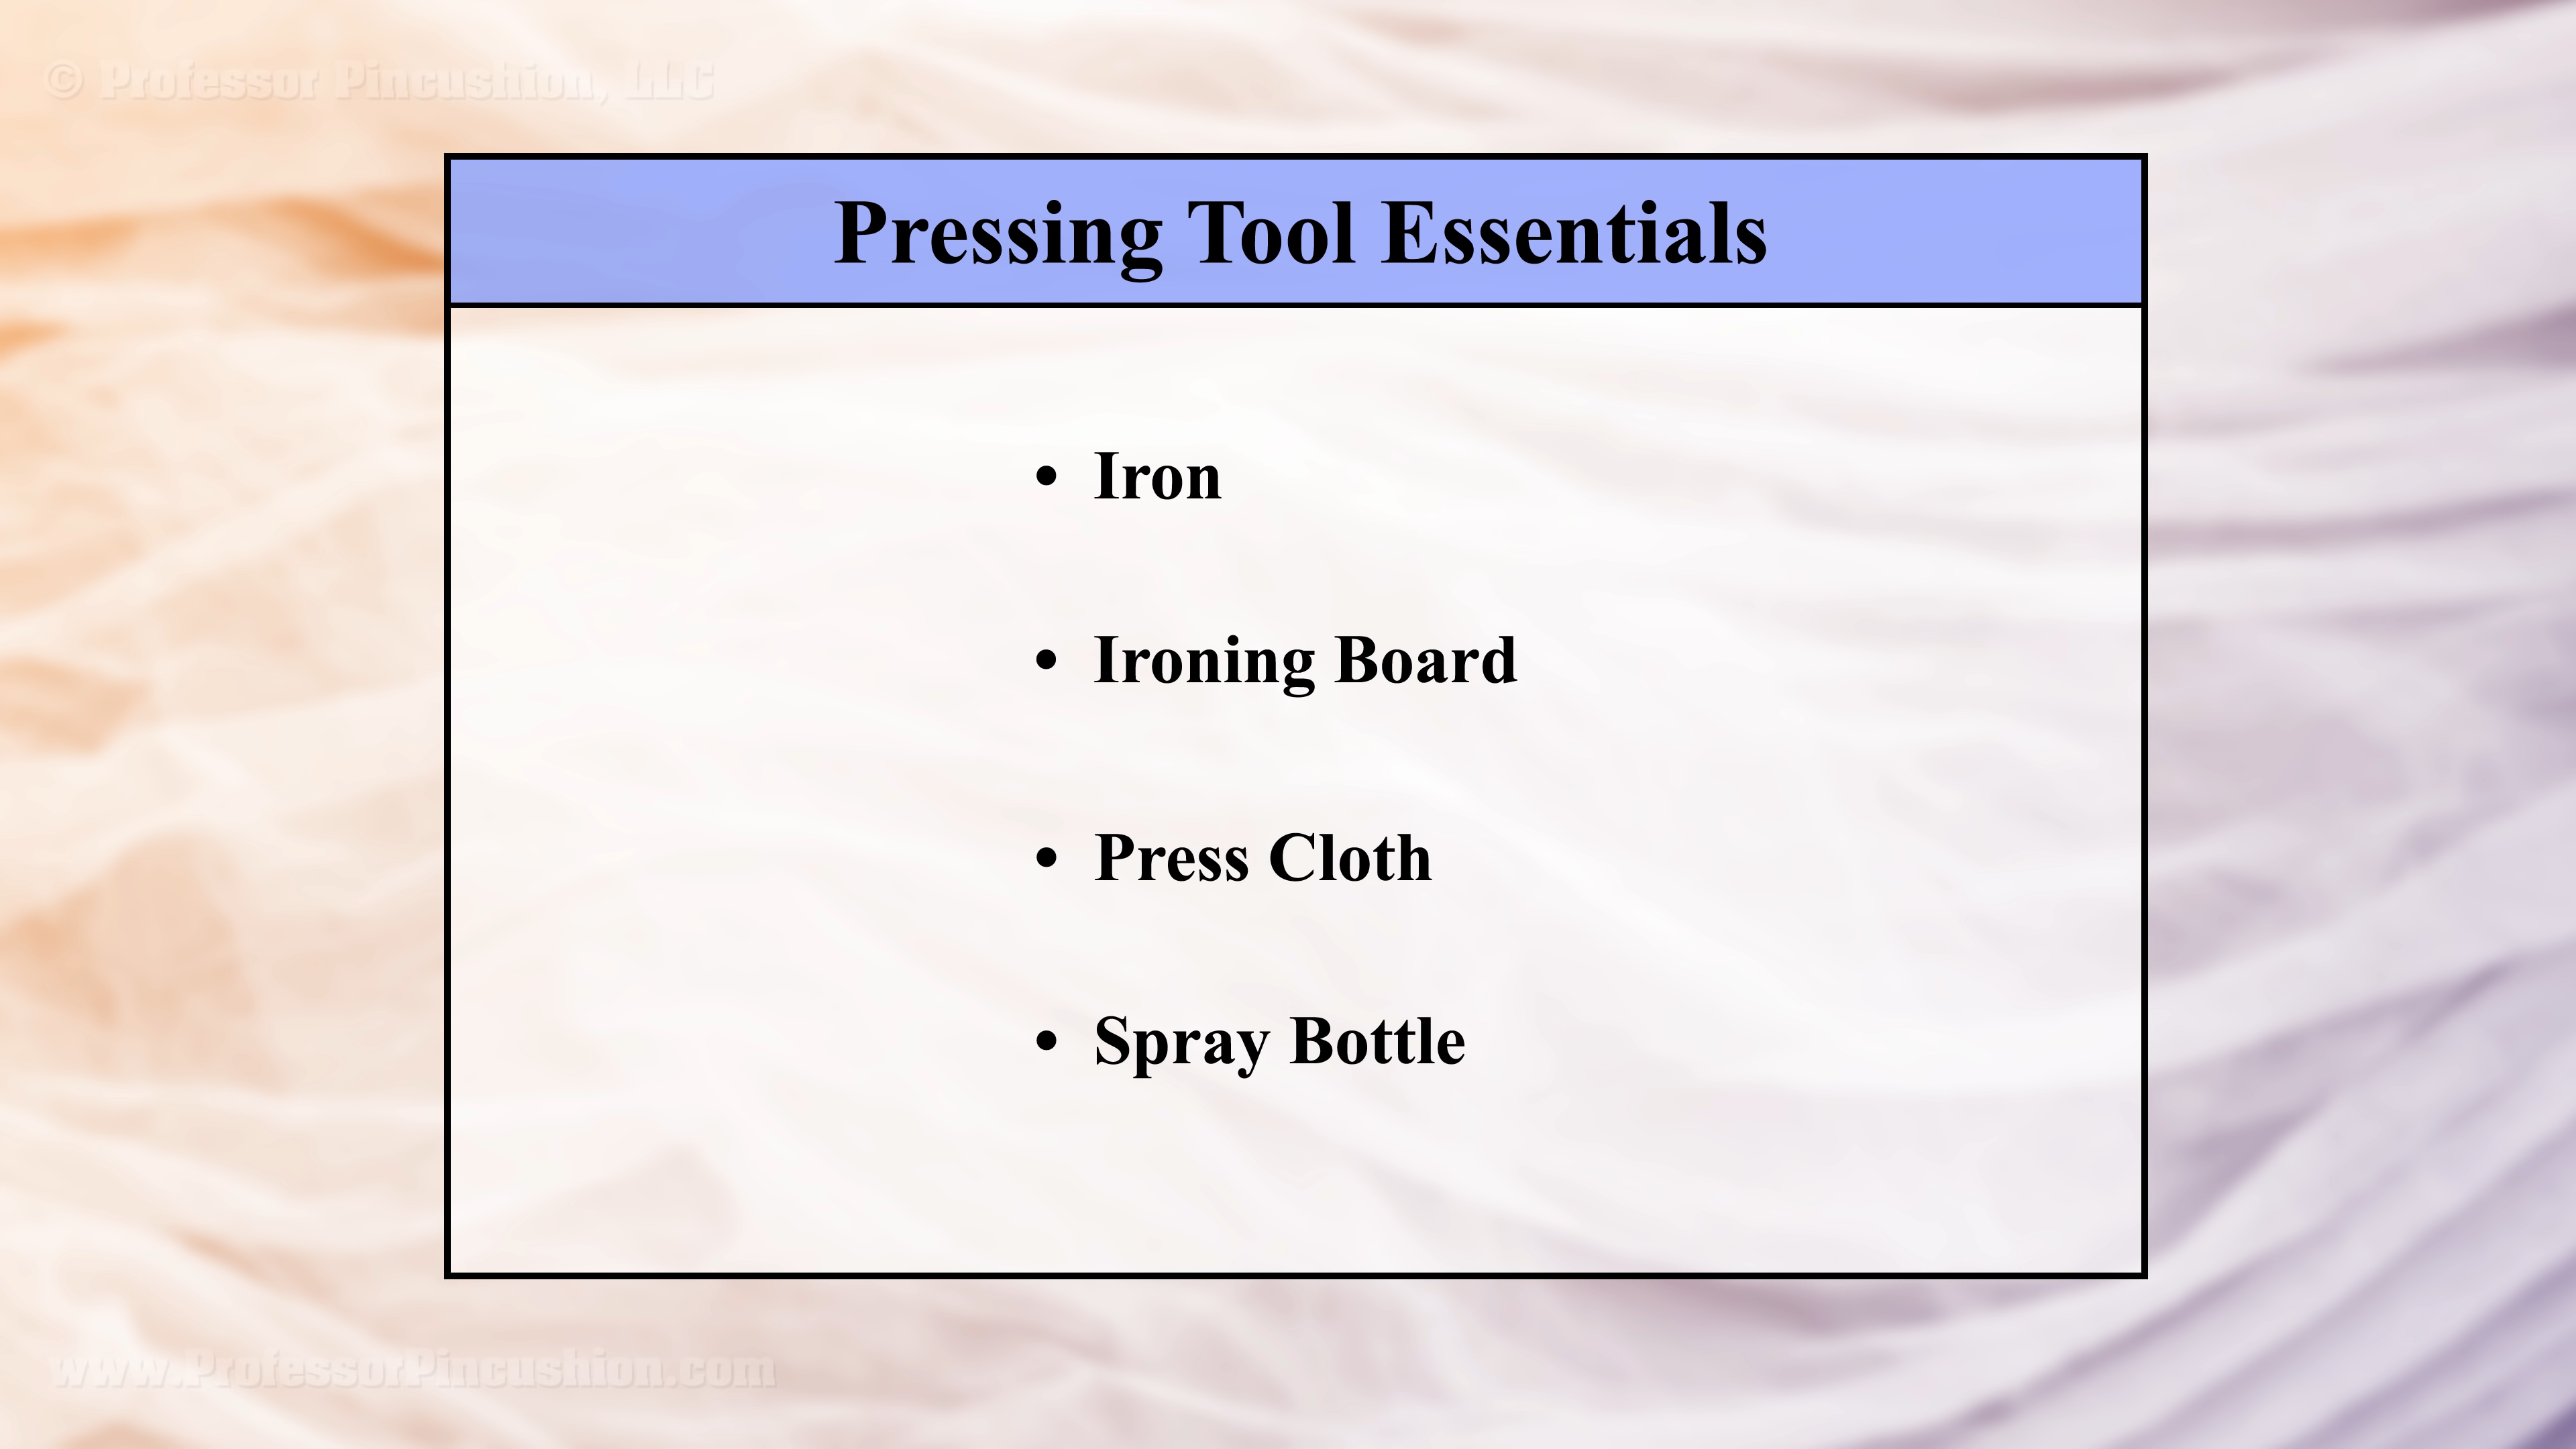 © Professor Pincushion, LLC
Pressing Tool Essentials
• Iron
• Ironing Board
• Press Cloth
• Spray Bottle
www.ProfessorPincushion.com